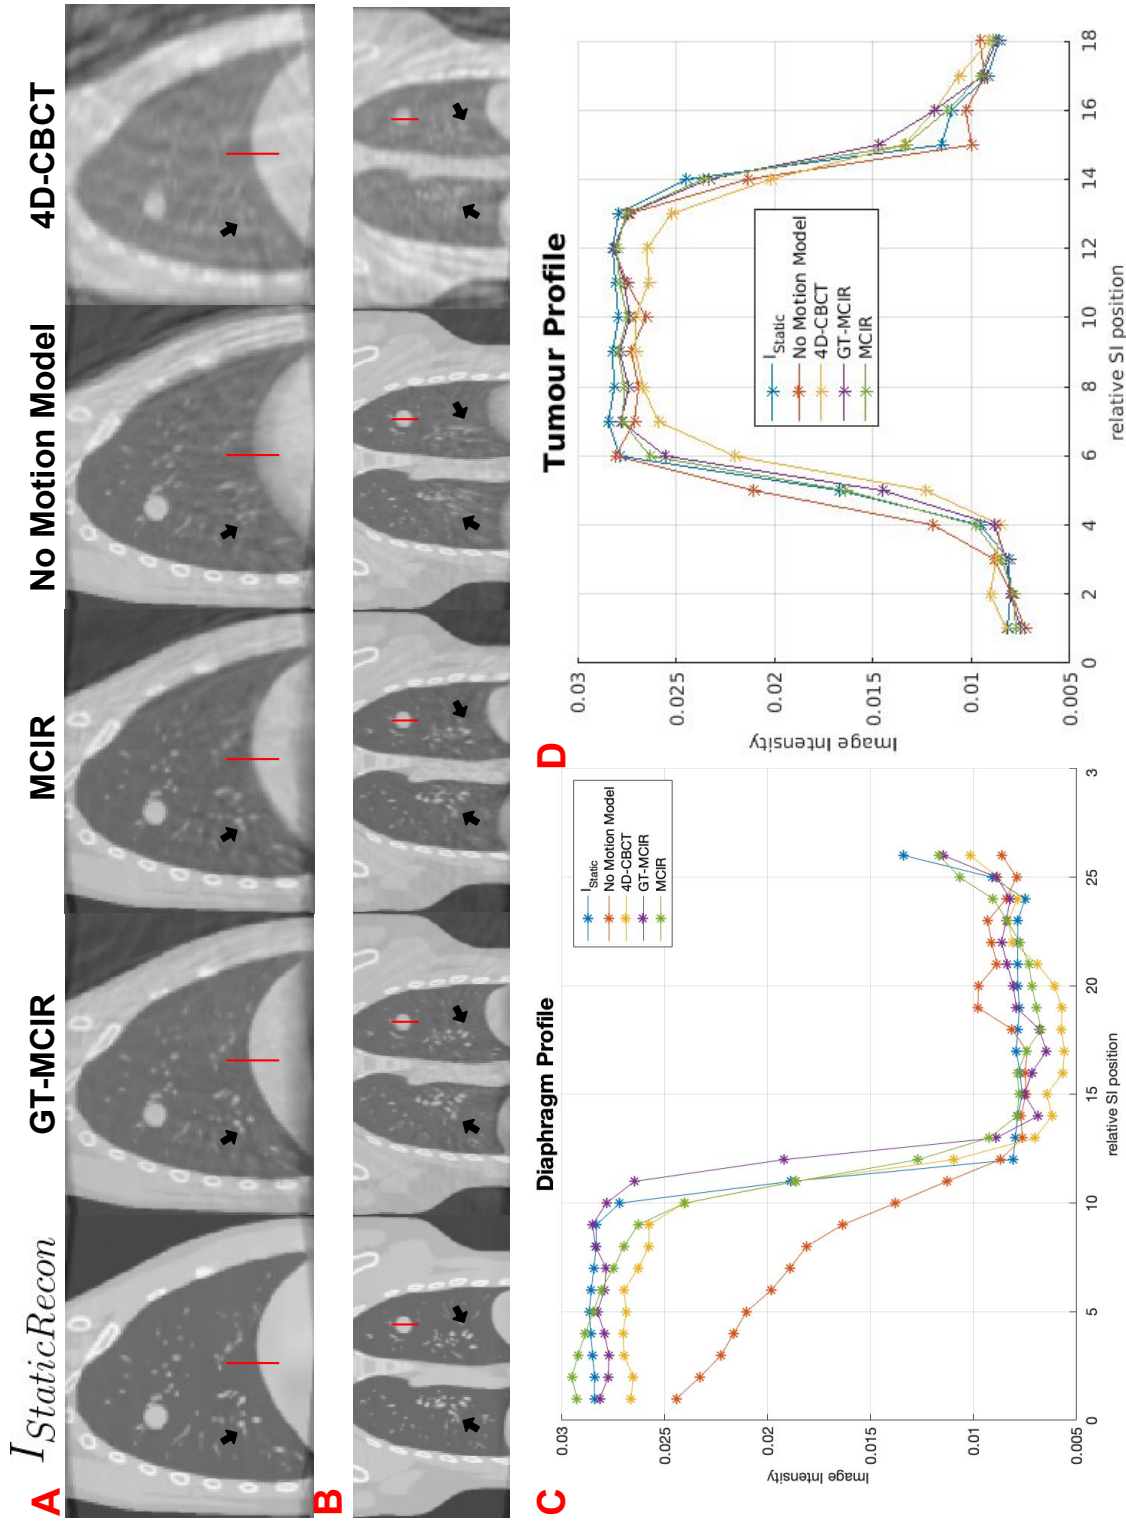 A
I StaticRecon GT-MCIR MCIR No Motion Model 4D-CBCT
B
C
Diaphragm Profile
Image Intensity
0.03
0.025
0.02
0.015
0.01
0.005
0 5 10 15 20 25 3
relative SI position
I Static
No Motion Model
4D-CBCT
GT-MCIR
MCIR
D
Tumour Profile
Image Intensity
0.03
0.025
0.02
0.015
0.01
0.005
0 2 4 6 8 10 12 14 16 18
relative SI position
I Static
No Motion Model
4D-CBCT
GT-MCIR
MCIR